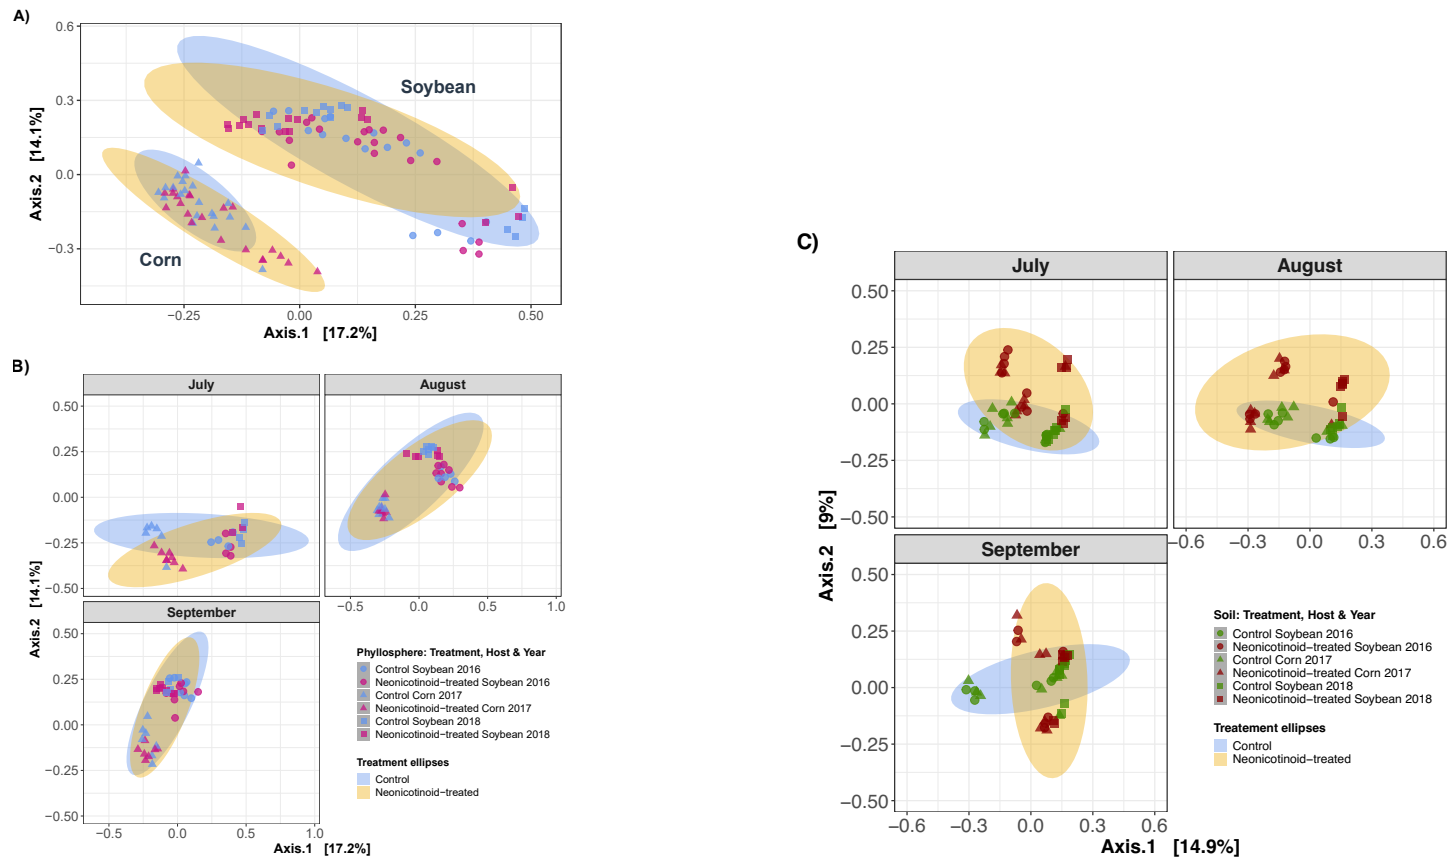 A)
0.6
0.3
0.0
−0.3
Axis.2 [14.1%]
Soybean
Corn
−0.25
0.00
0.25
0.50
Axis.1 [17.2%]
B)
July
August
0.50
0.25
0.00
−0.25
−0.50
−0.5
0.0
0.5
1.0
September
0.50
0.25
0.00
−0.25
−0.50
Axis.2 [14.1%]
−0.5
0.0
0.5
1.0
Axis.1 [17.2%]
Phyllosphere: Treatment, Host & Year
Control Soybean 2016
Neonicotinoid−treated Soybean 2016
Control Corn 2017
Neonicotinoid−treated Corn 2017
Control Soybean 2018
Neonicotinoid−treated Soybean 2018
Treatment ellipses
Control
Neonicotinoid−treated
C)
July
August
0.50
0.25
0.00
−0.25
−0.50
−0.6
−0.3
0.0
0.3
0.6
September
0.50
0.25
0.00
−0.25
−0.50
Axis.2 [9%]
−0.6
−0.3
0.0
0.3
0.6
Axis.1 [14.9%]
Soil: Treatment, Host & Year
Control Soybean 2016
Neonicotinoid−treated Soybean 2016
Control Corn 2017
Neonicotinoid−treated Corn 2017
Control Soybean 2018
Neonicotinoid−treated Soybean 2018
Treatement ellipses
Control
Neonicotinoid−treated